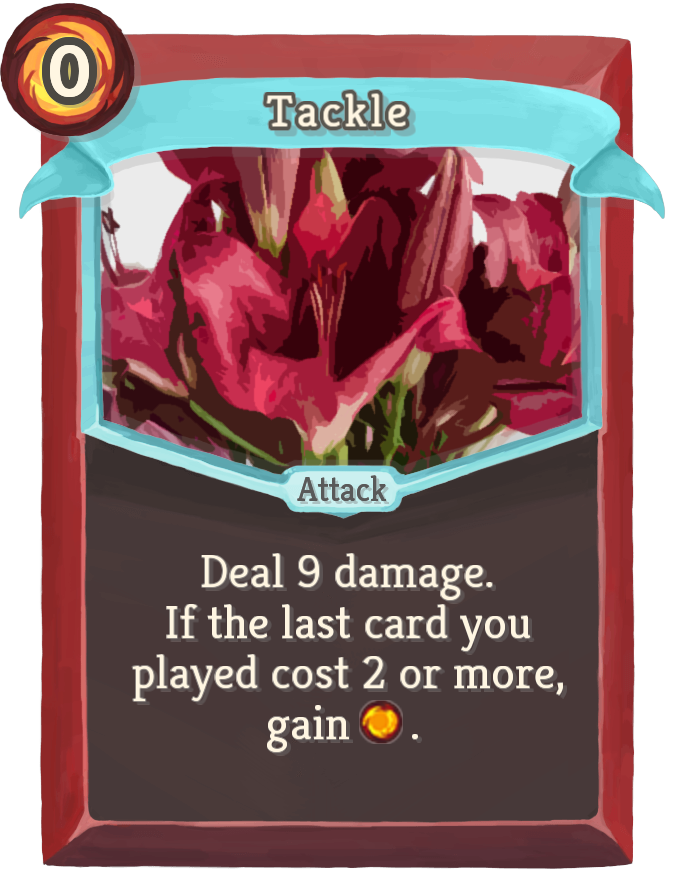 0
Tackle
Attack
Deal 9 damage.
If the last card you
played cost 2 or more,
gain .